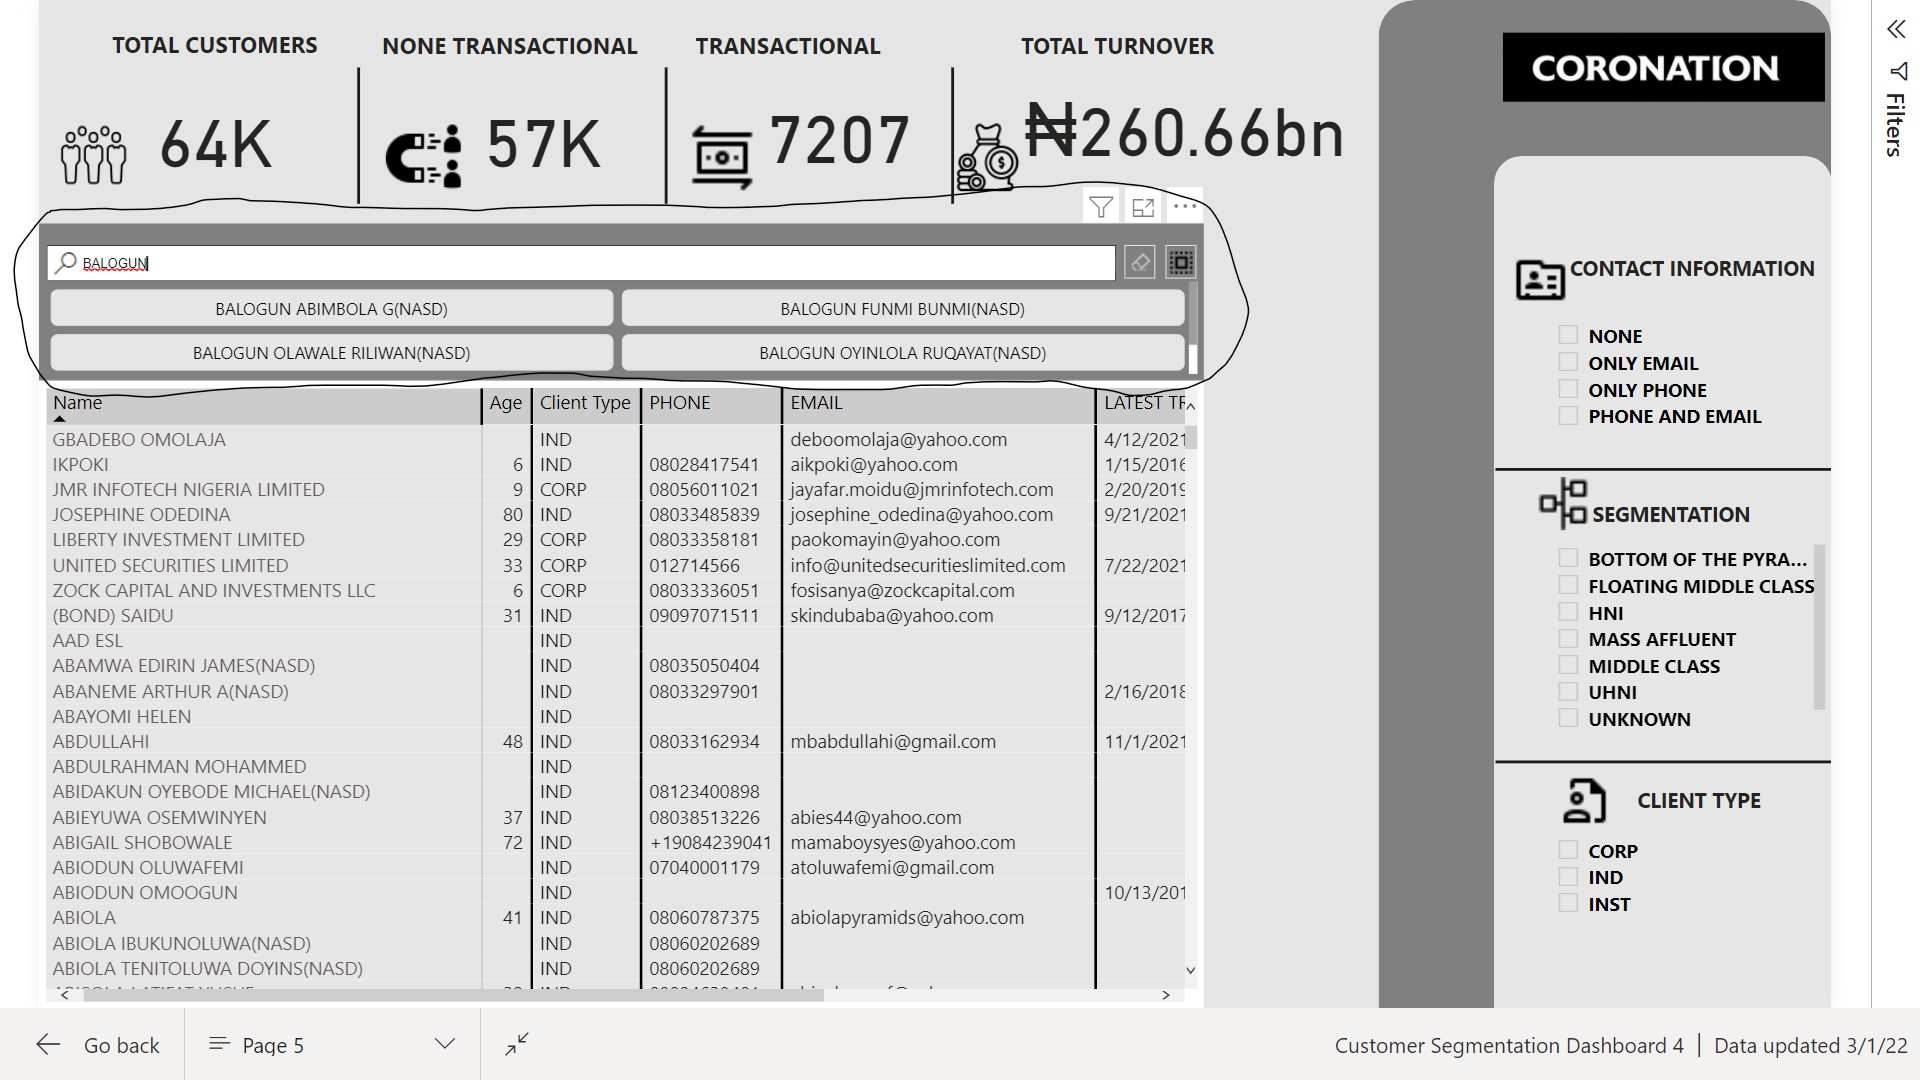 TOTAL CUSTOMERS NONE TRANSACTIONAL TRANSACTIONAL TOTAL TURNOVER
64K 57K 7207 ₦260.66bn
CORONATION
Filters
BALOGUN
BALOGUN ABIMBOLA G(NASD) BALOGUN FUNMI BUNMI(NASD)
BALOGUN OLAWALE RILIWAN(NASD) BALOGUN OYINLOLA RUQAYAT(NASD)
Name Age Client Type PHONE EMAIL LATEST
GBADEBO OMOLAJA IND deboomolaja@yahoo.com 4/12/2021
IKPOKI 6 IND 08028417541 aikpoki@yahoo.com 1/15/2016
JMR INFOTECH NIGERIA LIMITED 9 CORP 08056011021 jayafar.moidu@jmrinfotech.com 2/20/2019
JOSEPHINE ODEDINA 80 IND 08033485839 josephine_odedina@yahoo.com 9/21/2021
LIBERTY INVESTMENT LIMITED 29 CORP 08033358181 paokomayin@yahoo.com
UNITED SECURITIES LIMITED 33 CORP 012714566 info@unitedsecuritieslimited.com 7/22/2021
ZOCK CAPITAL AND INVESTMENTS LLC 6 CORP 08033336051 fosisanya@zockcapital.com
(BOND) SAIDU 31 IND 09097071511 skindubaba@yahoo.com 9/12/2017
AAD ESL IND
ABAMWA EDIRIN JAMES(NASD) IND 08035050404
ABANEME ARTHUR A(NASD) IND 08033297901 2/16/2018
ABAYOMI HELEN IND
ABDULLAHI 48 IND 08033162934 mbabdullahi@gmail.com 11/1/2021
ABDULRAHMAN MOHAMMED IND
ABIDAKUN OYEBODE MICHAEL(NASD) IND 08123400898
ABIEYUWA OSEMWINYEN 37 IND 08038513226 abies44@yahoo.com
ABIGAIL SHOBOWALE 72 IND +19084239041 mamaboysyes@yahoo.com
ABIODUN OLUWAFEMI IND 07040001179 atoluwafemi@gmail.com
ABIODUN OMOOGUN IND 10/13/201
ABIOLA 41 IND 08060787375 abiolapyramids@yahoo.com
ABIOLA IBUKUNOLUWA(NASD) IND 08060202689
ABIOLA TENITOLUWA DOYINS(NASD) IND 08060202689
CONTACT INFORMATION
NONE
ONLY EMAIL
ONLY PHONE
PHONE AND EMAIL
SEGMENTATION
BOTTOM OF THE PYRA...
FLOATING MIDDLE CLASS
HNI
MASS AFFLUENT
MIDDLE CLASS
UHNI
UNKNOWN
CLIENT TYPE
CORP
IND
INST
Go back Page 5 Customer Segmentation Dashboard 4 | Data updated 3/1/22